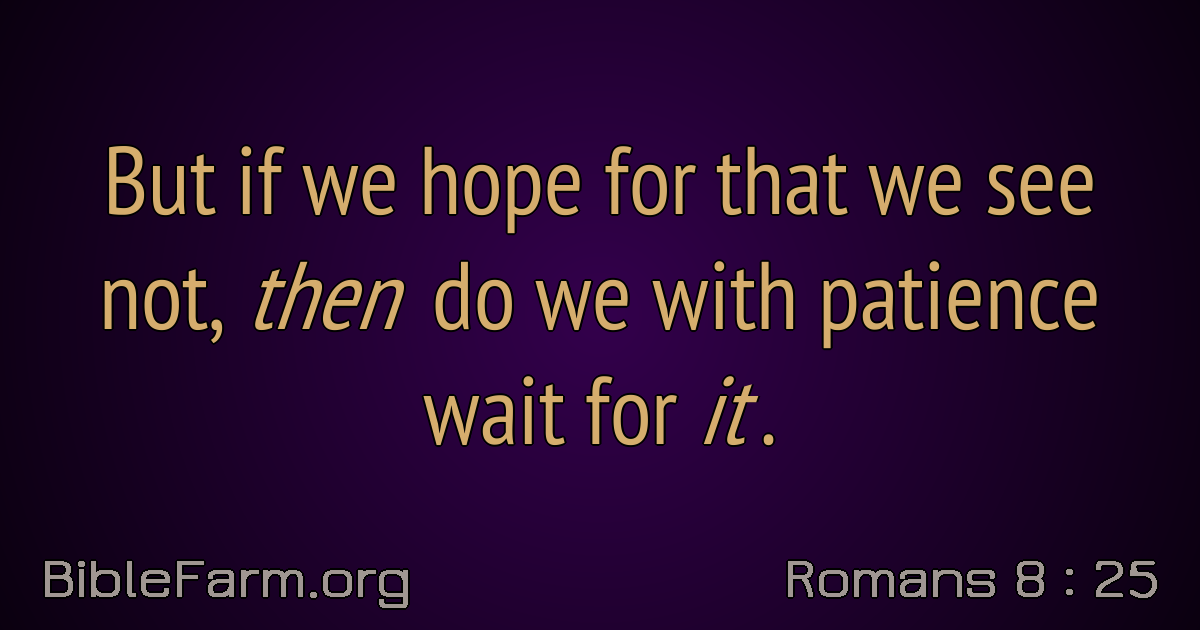 But if we hope for that we see
not, then do we with patience
wait for it.
BibleFarm.org
Romans 8 : 25